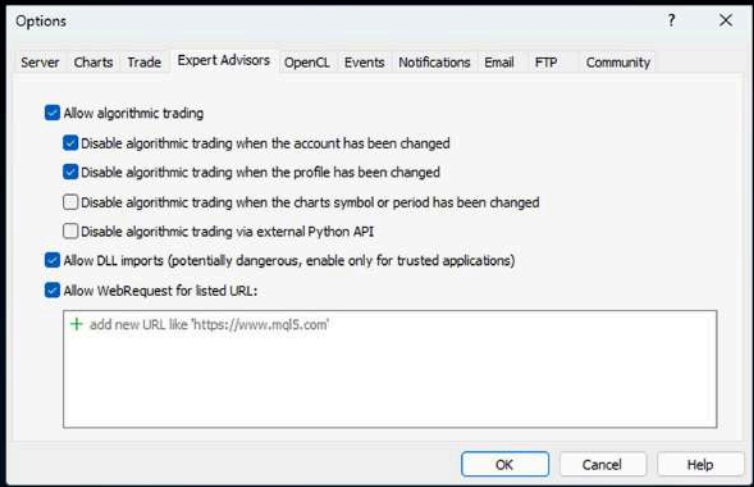 Options
Server Charts Trade Expert Advisors OpenCL Events Notifications Email FTP Community
Allow algorithmic trading
Disable algorithmic trading when the account has been changed
Disable algorithmic trading when the profile has been changed
Disable algorithmic trading when the charts symbol or period has been changed
Disable algorithmic trading via external Python API
Allow DLL imports (potentially dangerous, enable only for trusted applications)
Allow WebRequest for listed URL:
add new URL like 'https://www.mql5.com'
OK Cancel Help